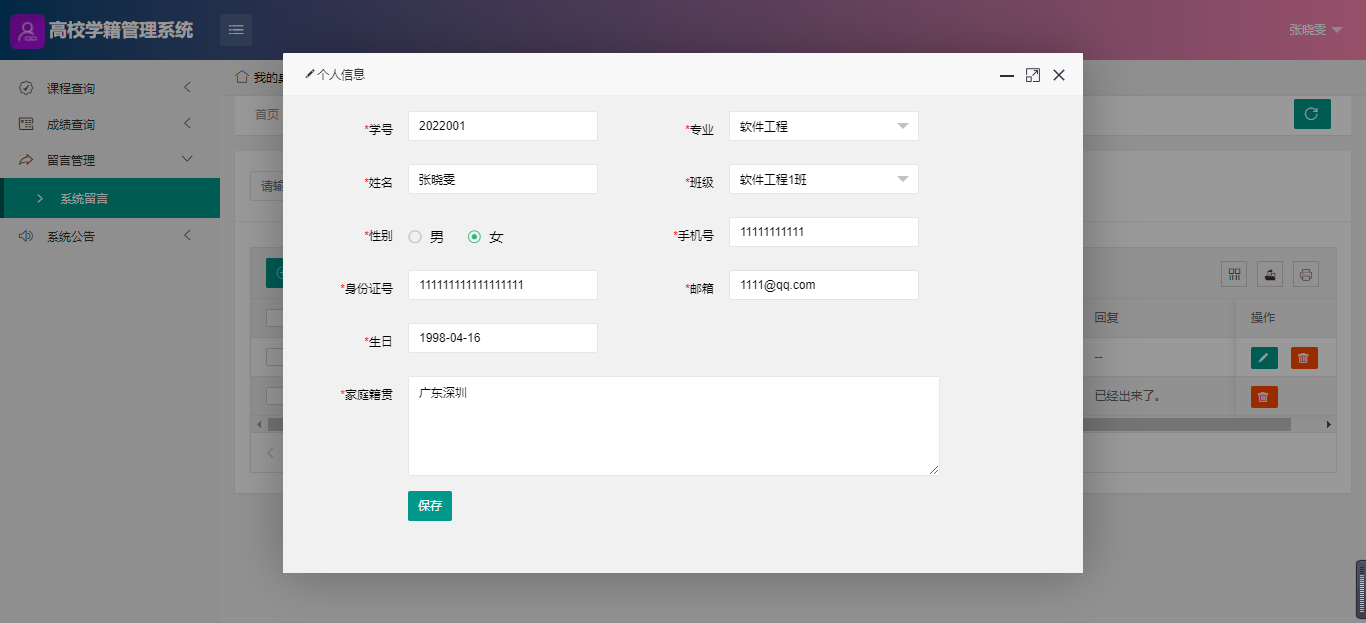 高校学籍管理系统
张晓雯
课程查询
成绩查询
留言管理
系统留言
系统公告
我的
首页
请输
个人信息
*学号 2022001 *专业 软件工程
*姓名 张晓雯 *班级 软件工程1班
*性别 男 女 *手机号 11111111111
*身份证号 111111111111111111 *邮箱 1111@qq.com
*生日 1998-04-16
*家庭籍贯 广东深圳
保存
回复 操作
--
已经出来了。